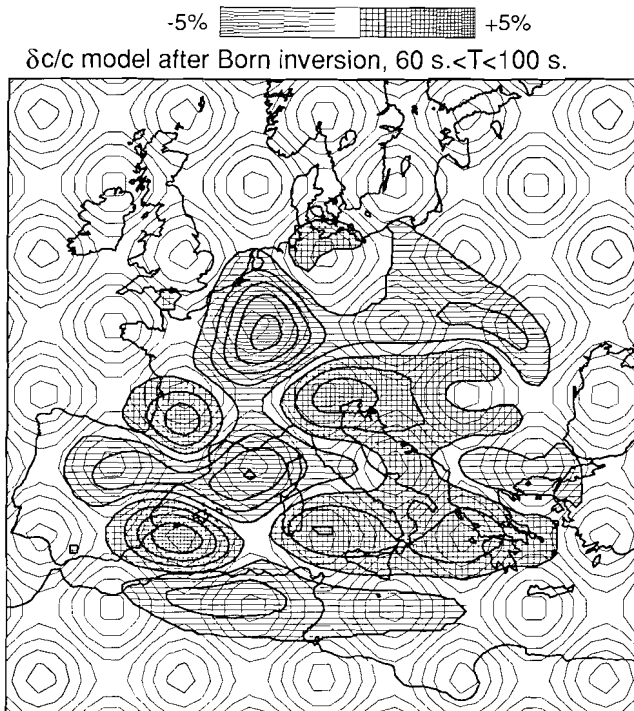 -5% +5%
δc/c model after Born inversion, 60 s.<T<100 s.